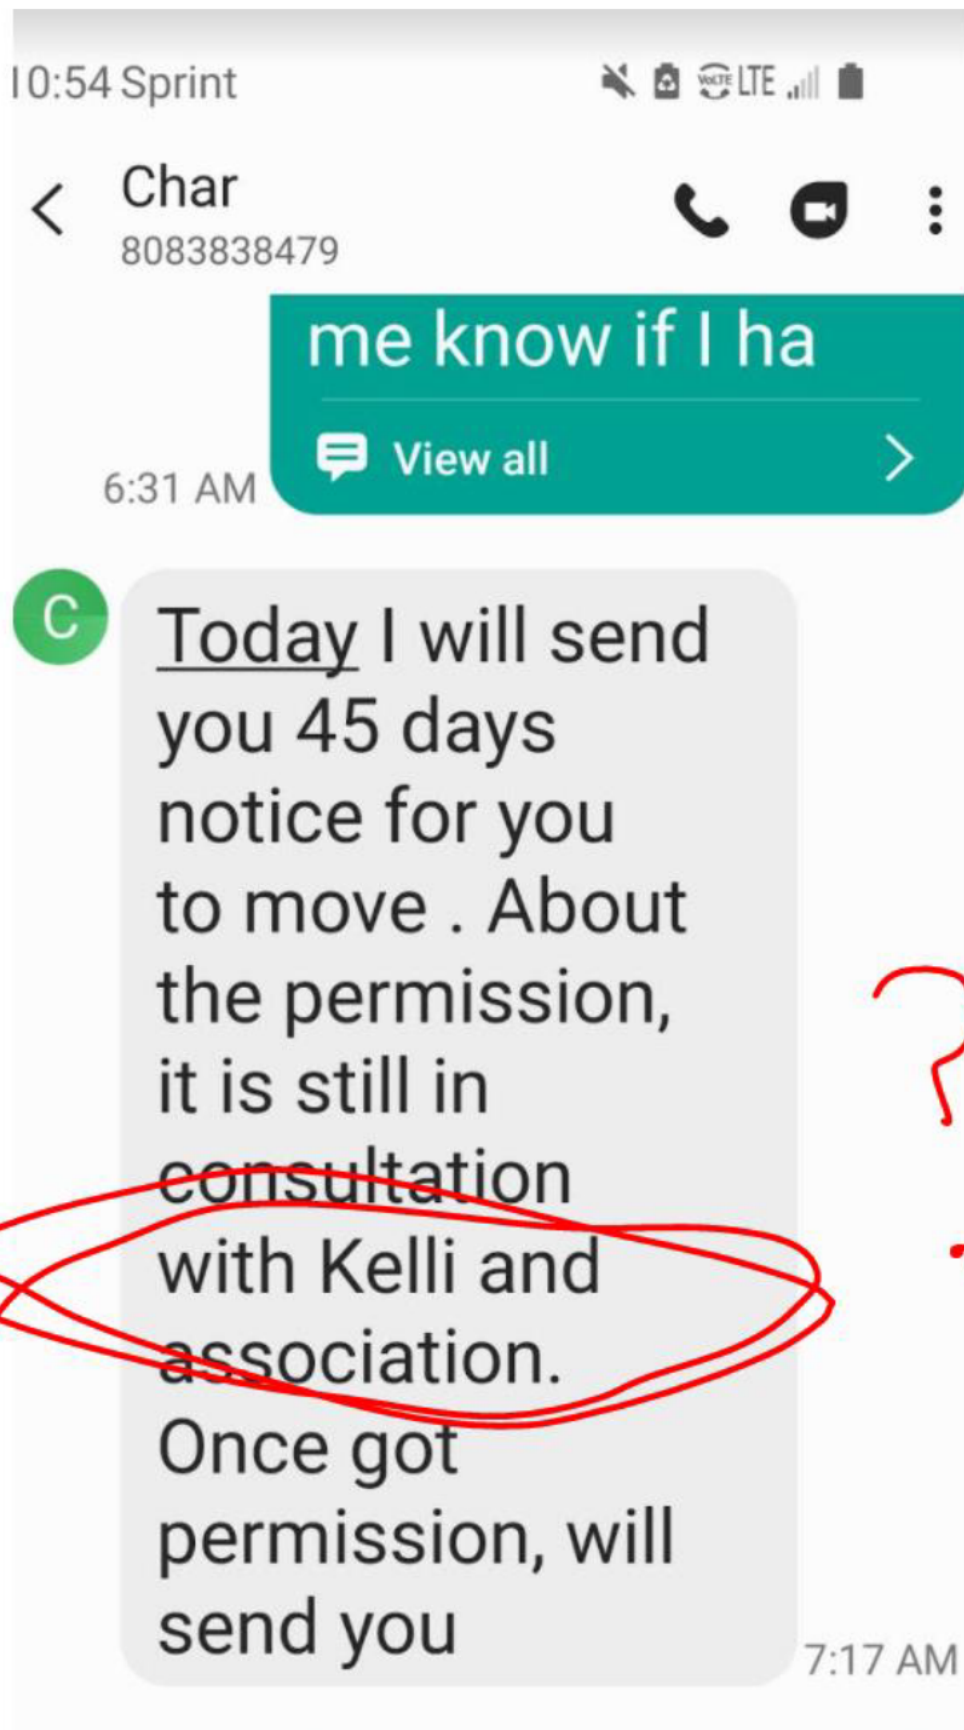 10:54 Sprint VoLTE LTE
Char
8083838479
me know if I ha
View all
6:31 AM
C
Today I will send
you 45 days
notice for you
to move . About
the permission,
it is still in
consultation
with Kelli and
association.
Once got
permission, will
send you
7:17 AM
?